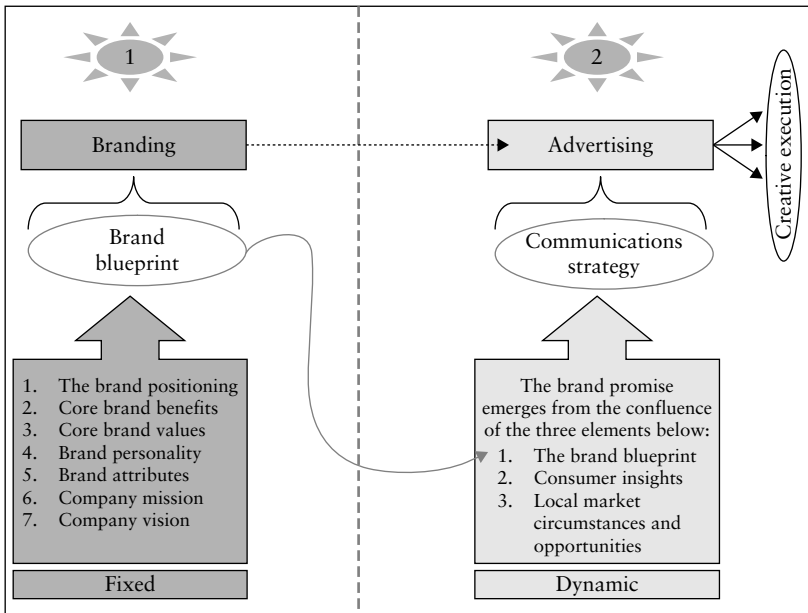 1
Branding
Brand
blueprint
1. The brand positioning
2. Core brand benefits
3. Core brand values
4. Brand personality
5. Brand attributes
6. Company mission
7. Company vision
Fixed
2
Advertising
Creative execution
Communications
strategy
The brand promise
emerges from the confluence
of the three elements below:
1. The brand blueprint
2. Consumer insights
3. Local market
circumstances and
opportunities
Dynamic